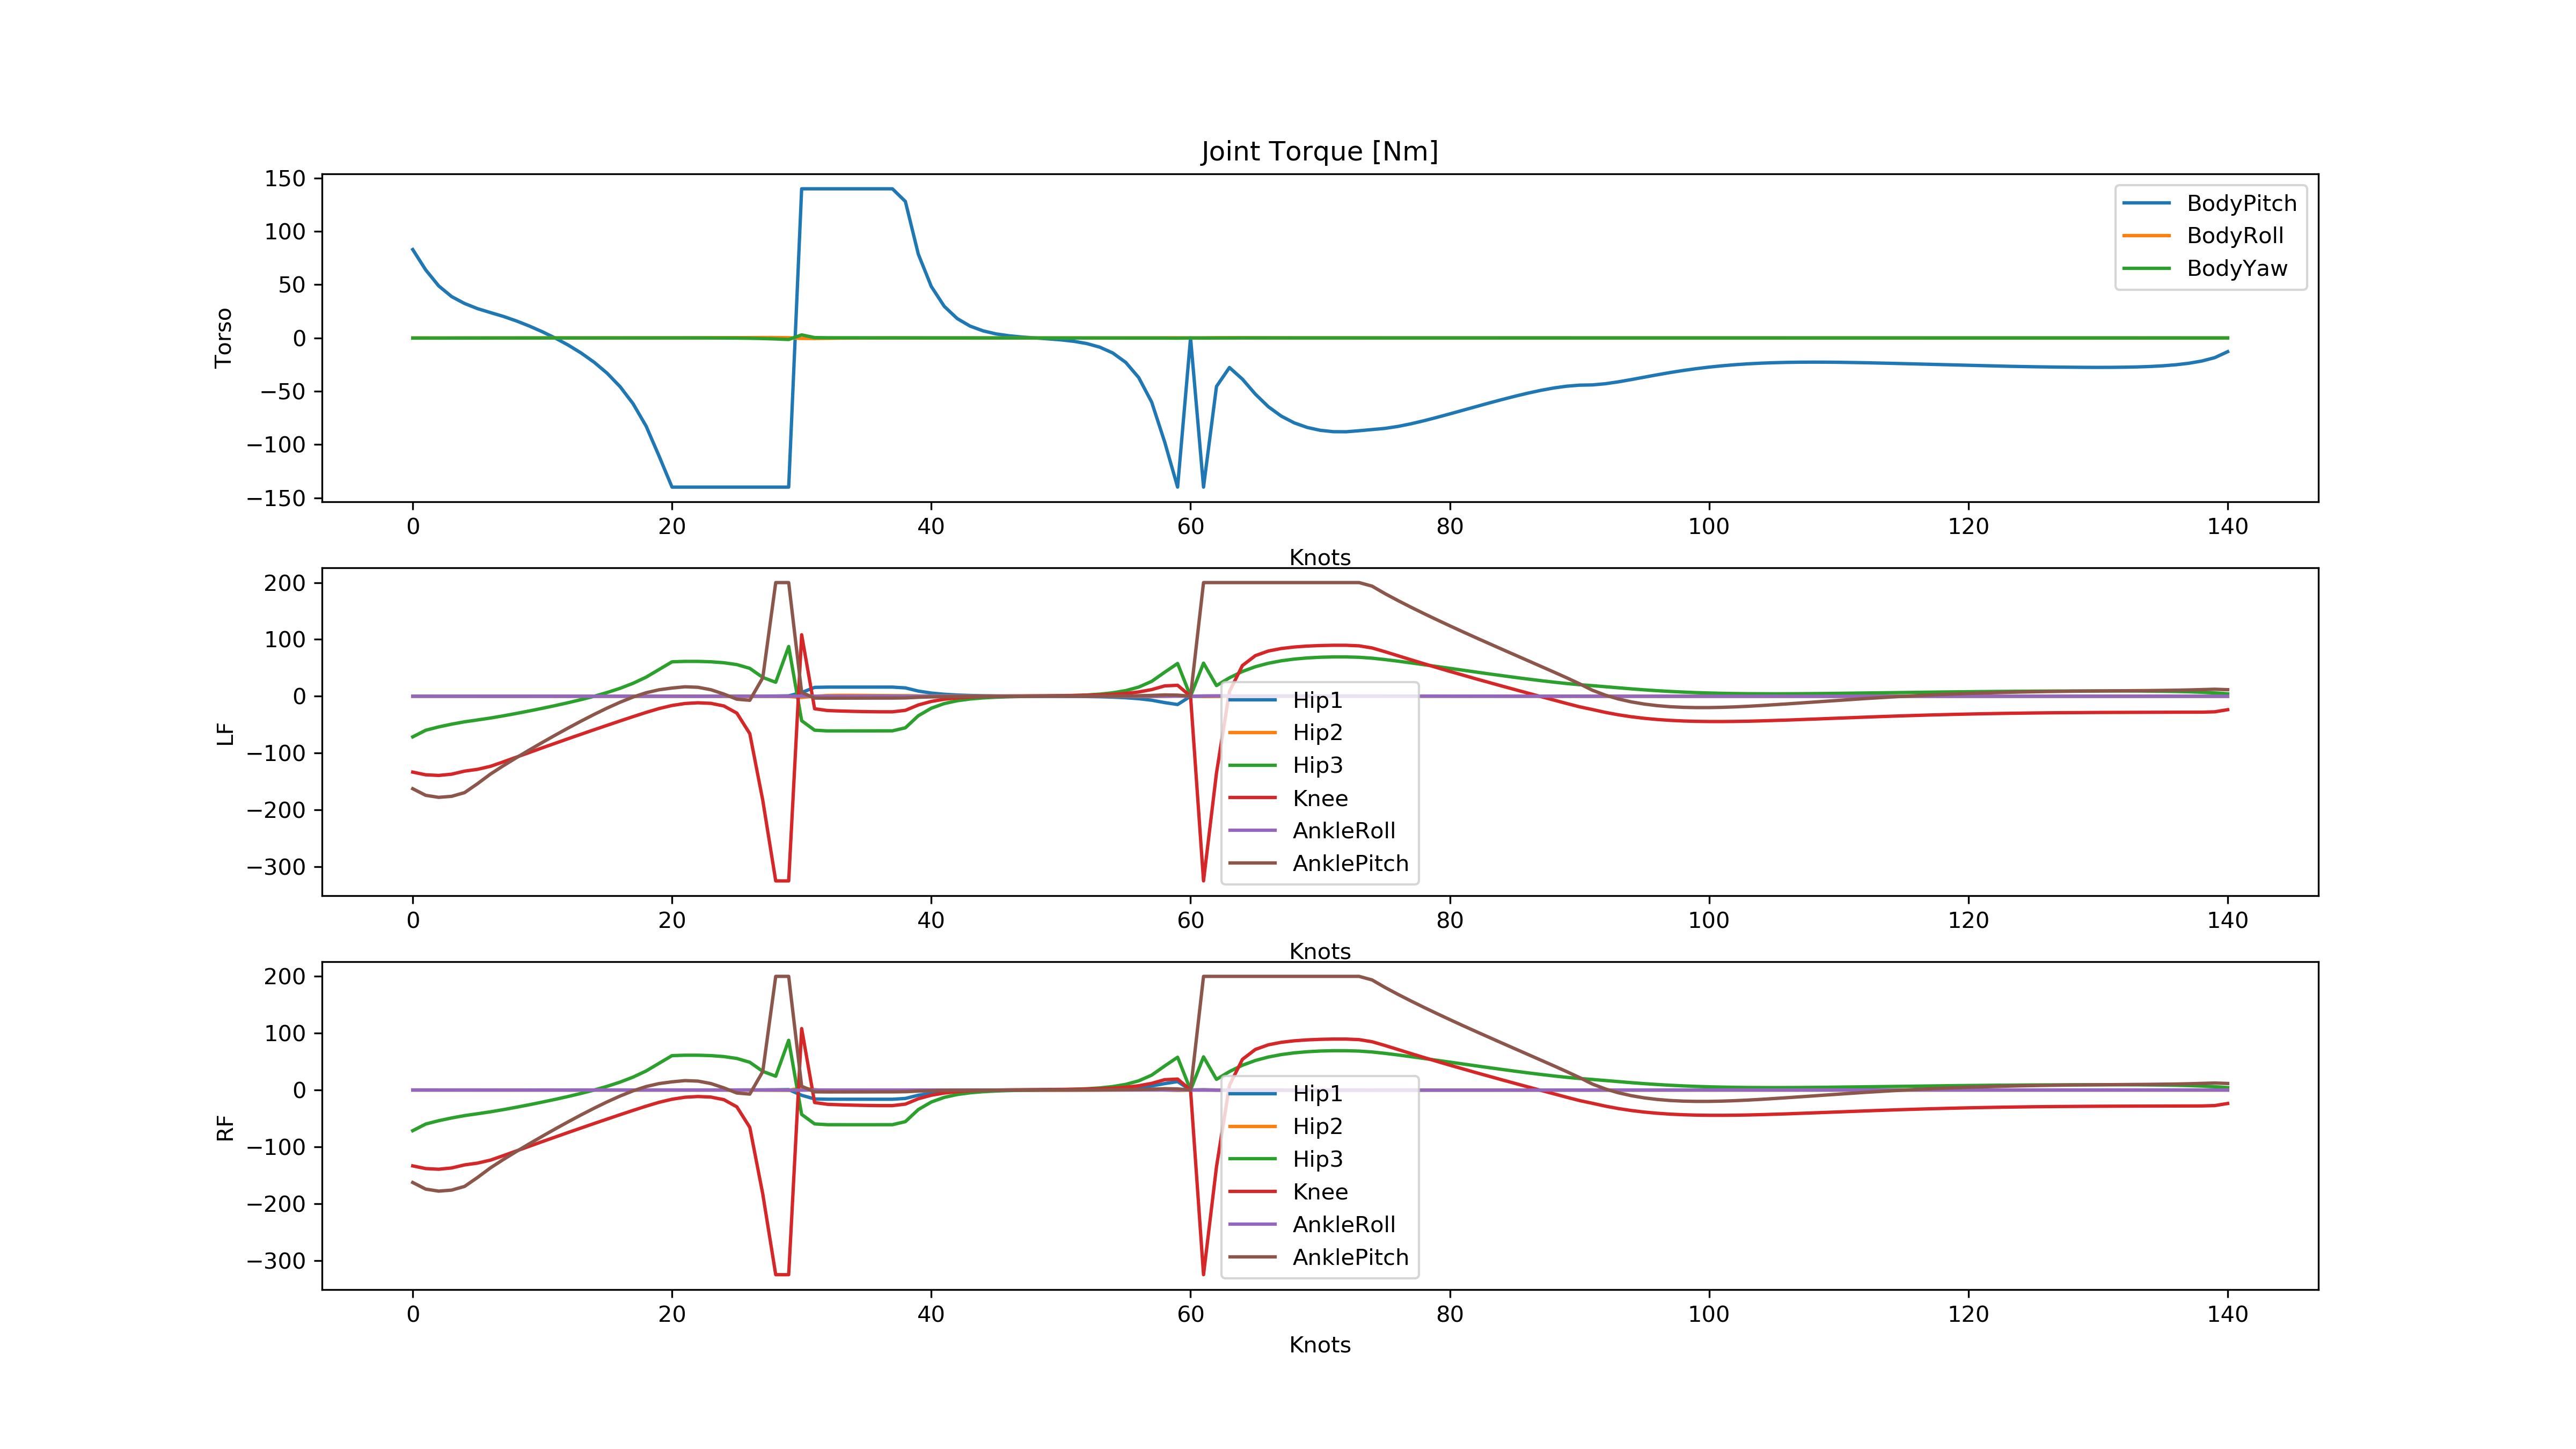 Joint Torque [Nm]
150
100
50
0
−50
−100
−150
Torso
BodyPitch
BodyRoll
BodyYaw
0 20 40 60 80 100 120 140
Knots
200
100
0
−100
−200
−300
LF
Hip1
Hip2
Hip3
Knee
AnkleRoll
AnklePitch
0 20 40 60 80 100 120 140
Knots
200
100
0
−100
−200
−300
RF
Hip1
Hip2
Hip3
Knee
AnkleRoll
AnklePitch
0 20 40 60 80 100 120 140
Knots